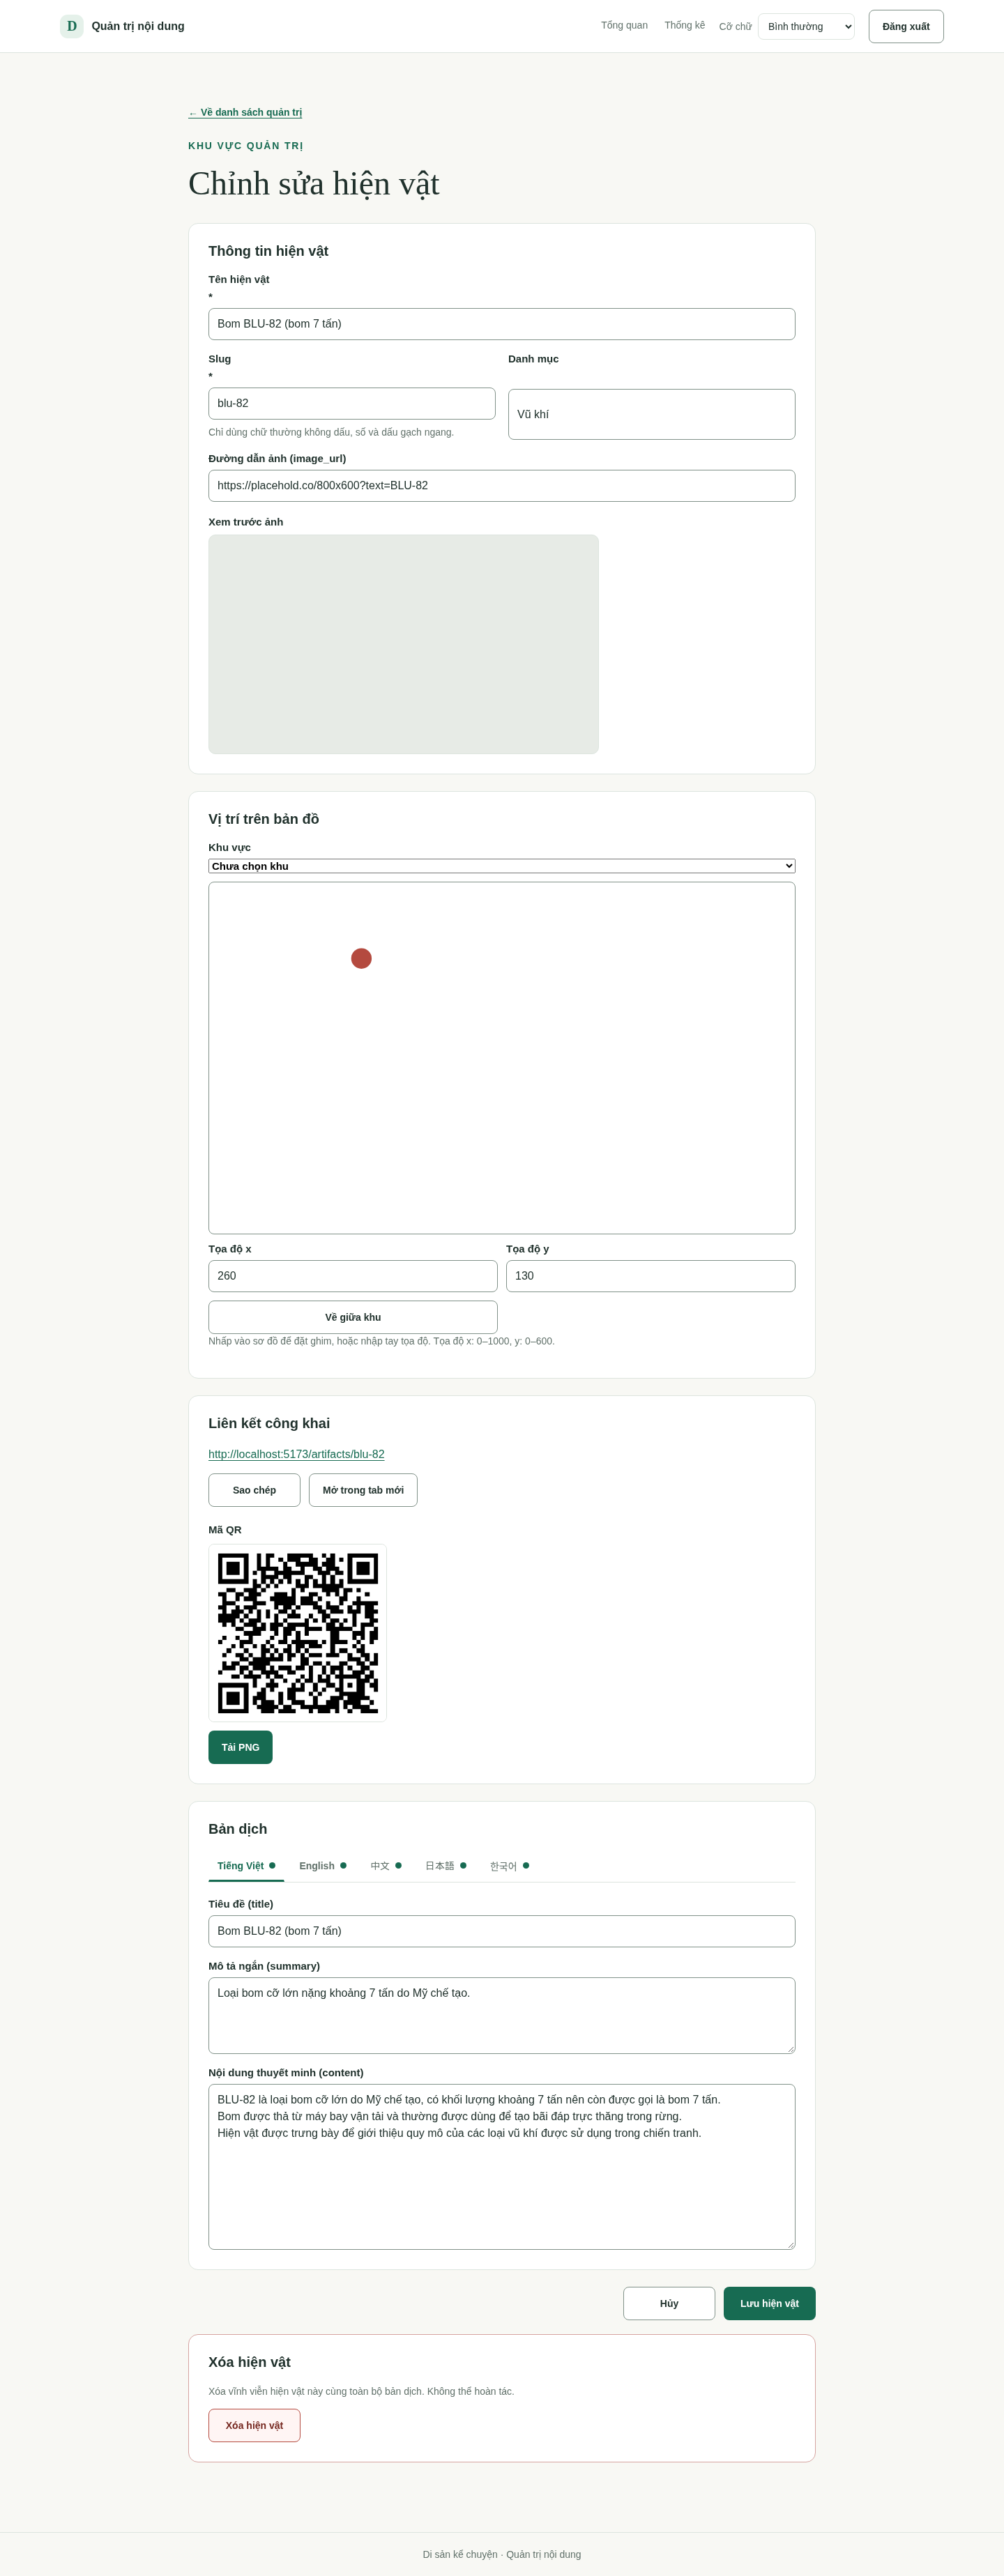 D Quản trị nội dung
Tổng quan Thống kê Cỡ chữ Bình thường Đăng xuất
← Về danh sách quản trị
KHU VỰC QUẢN TRỊ
Chỉnh sửa hiện vật
Thông tin hiện vật
Tên hiện vật
*
Bom BLU-82 (bom 7 tấn)
Slug
*
blu-82
Chỉ dùng chữ thường không dấu, số và dấu gạch ngang.
Danh mục
Vũ khí
Đường dẫn ảnh (image_url)
https://placehold.co/800x600?text=BLU-82
Xem trước ảnh
Vị trí trên bản đồ
Khu vực
Chưa chọn khu
Tọa độ x
260
Tọa độ y
130
Về giữa khu
Nhấp vào sơ đồ để đặt ghim, hoặc nhập tay tọa độ. Tọa độ x: 0–1000, y: 0–600.
Liên kết công khai
http://localhost:5173/artifacts/blu-82
Sao chép Mở trong tab mới
Mã QR
Tải PNG
Bản dịch
Tiếng Việt English 中文 日本語 한국어
Tiêu đề (title)
Bom BLU-82 (bom 7 tấn)
Mô tả ngắn (summary)
Loại bom cỡ lớn nặng khoảng 7 tấn do Mỹ chế tạo.
Nội dung thuyết minh (content)
BLU-82 là loại bom cỡ lớn do Mỹ chế tạo, có khối lượng khoảng 7 tấn nên còn được gọi là bom 7 tấn.
Bom được thả từ máy bay vận tải và thường được dùng để tạo bãi đáp trực thăng trong rừng.
Hiện vật được trưng bày để giới thiệu quy mô của các loại vũ khí được sử dụng trong chiến tranh.
Hủy Lưu hiện vật
Xóa hiện vật
Xóa vĩnh viễn hiện vật này cùng toàn bộ bản dịch. Không thể hoàn tác.
Xóa hiện vật
Di sản kể chuyện · Quản trị nội dung